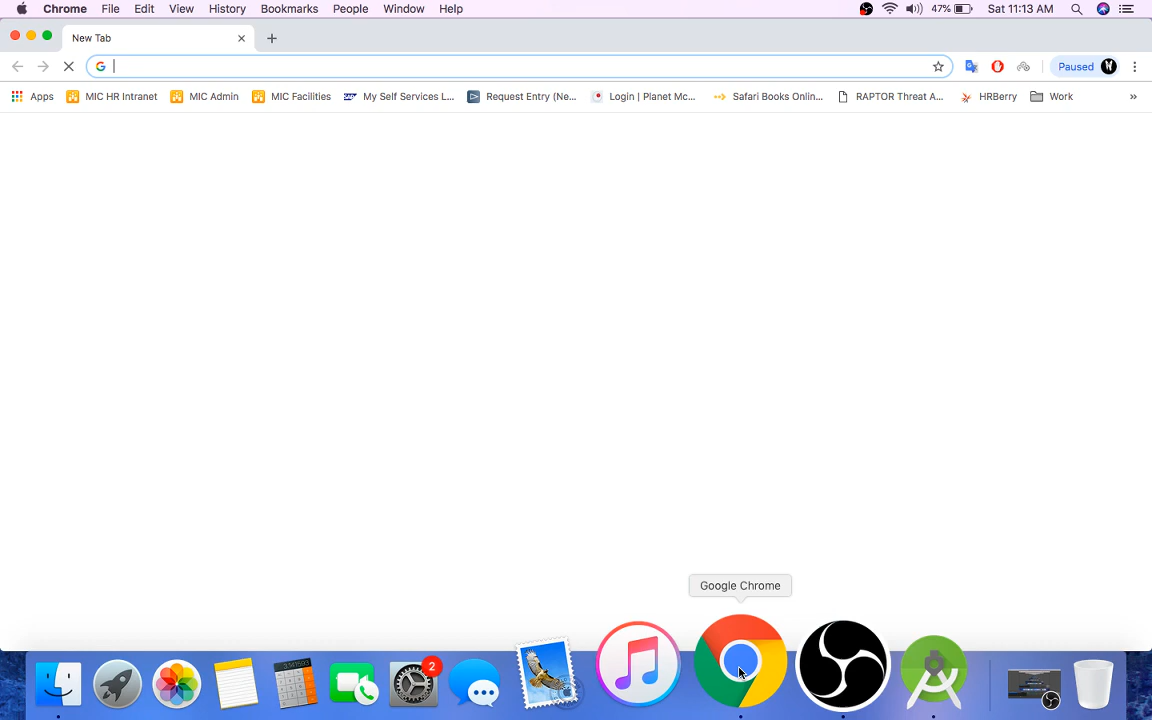 Chrome File Edit View History Bookmarks People Window Help 47% Sat 11:13 AM
New Tab
Paused
Apps MIC HR Intranet MIC Admin MIC Facilities My Self Services L... Request Entry (Ne... Login | Planet Mc... Safari Books Onlin... RAPTOR Threat A... HRBerry Work »
Google Chrome
2